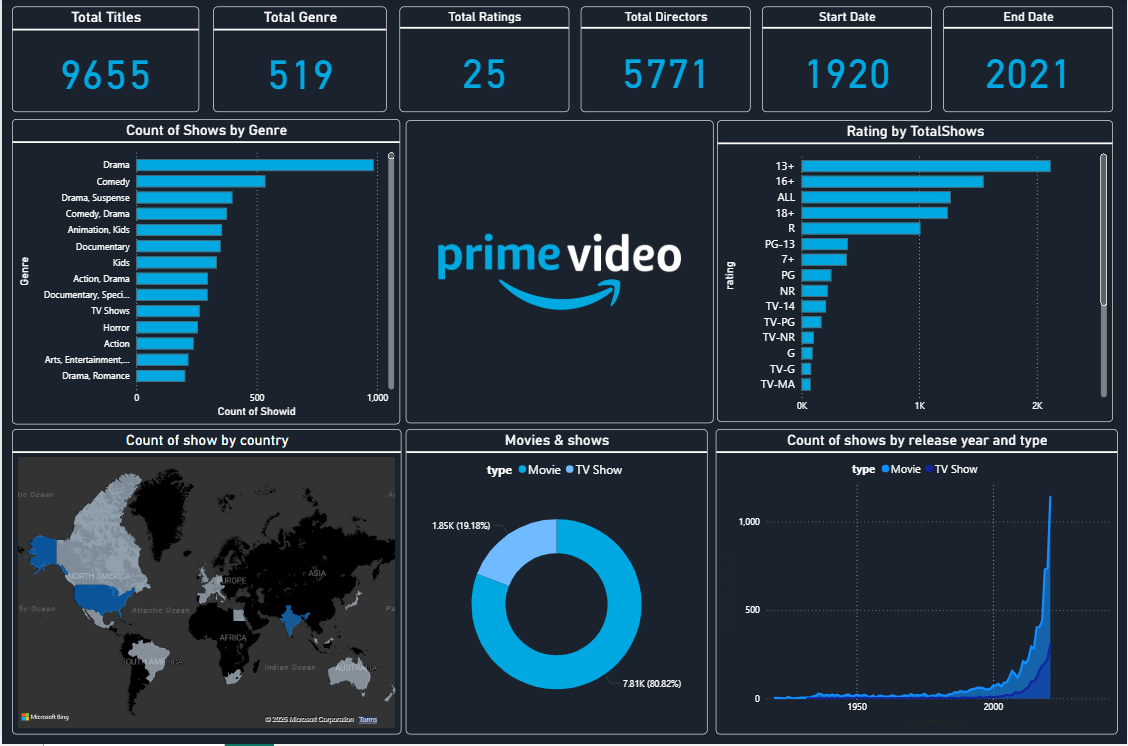 Total Titles
9655
Total Genre
519
Total Ratings
25
Total Directors
5771
Start Date
1920
End Date
2021
Count of Shows by Genre
Genre
Drama
Comedy
Drama, Suspense
Comedy, Drama
Animation, Kids
Documentary
Kids
Action, Drama
Documentary, Speci...
TV Shows
Horror
Action
Arts, Entertainment,...
Drama, Romance
0
500
1,000
Count of Showid
prime video
Rating by TotalShows
rating
13+
16+
ALL
18+
R
PG-13
7+
PG
NR
TV-14
TV-PG
TV-NR
G
TV-G
TV-MA
0K
1K
2K
Count of show by country
ic Ocean
A
NORTH AMERICA
EUROPE
ASIA
fic Ocean
Atlantic Ocean
Pa
AFRICA
SOUTH AMERICA
Indian Ocean
AUSTRALIA
Microsoft Bing
© 2025 Microsoft Corporation Terms
Movies & shows
type Movie TV Show
1.85K (19.18%)
7.81K (80.82%)
Count of shows by release year and type
type Movie TV Show
1,000
500
0
1950
2000